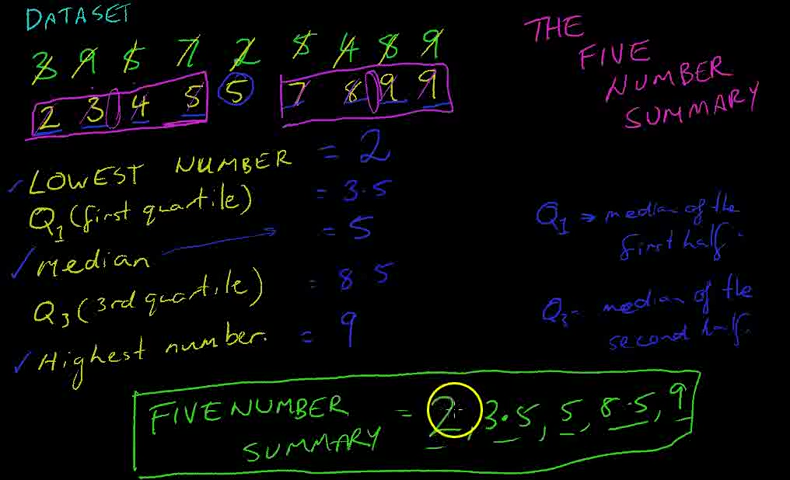 DATASET
3 9 5 7 2 5 4 8 9
2 3 4 5 5 7 8 9 9
THE
FIVE
NUMBER
SUMMARY
LOWEST NUMBER = 2
Q1 (first quartile) = 3.5
median = 5
Q3 (3rd quartile) = 8 5
Highest number. = 9
Q1 → median of the
first half.
Q3 - median of the
second half.
FIVE NUMBER
SUMMARY = 2, 3.5, 5, 8.5, 9